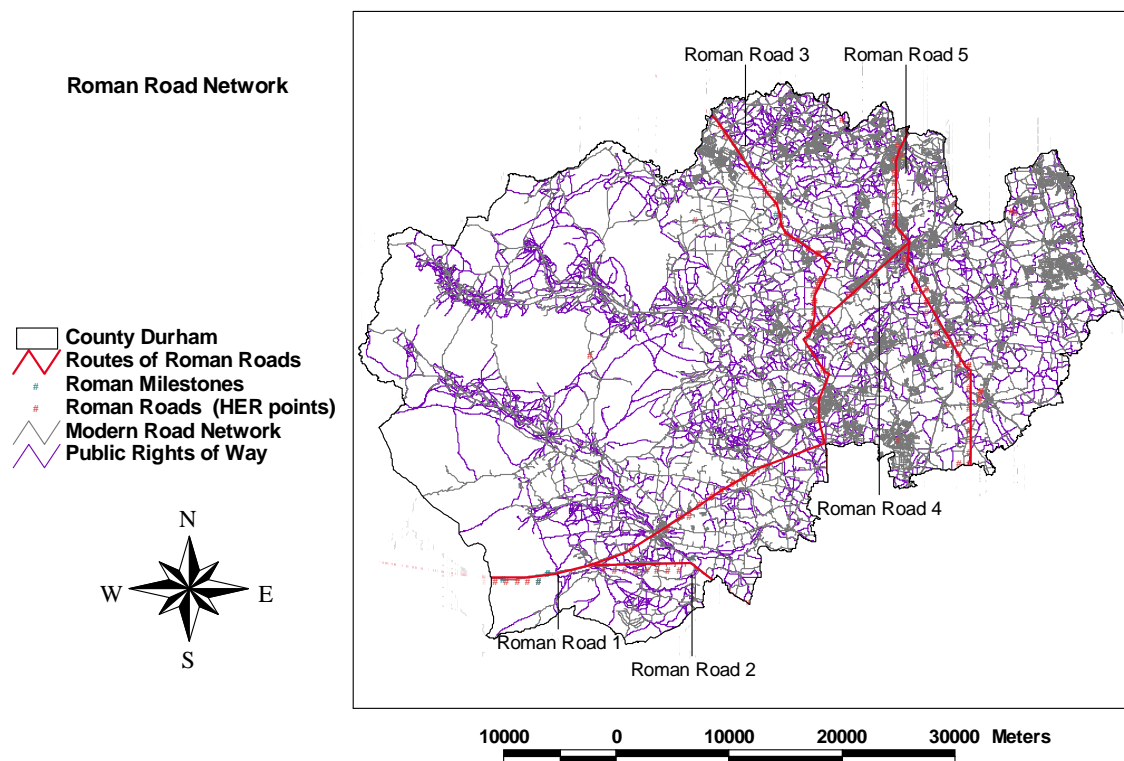 Roman Road Network
Roman Road 3
Roman Road 5
County Durham
Routes of Roman Roads
# Roman Milestones
# Roman Roads (HER points)
Modern Road Network
Public Rights of Way
Roman Road 4
N
W
E
S
Roman Road 1
Roman Road 2
10000 0 10000 20000 30000 Meters